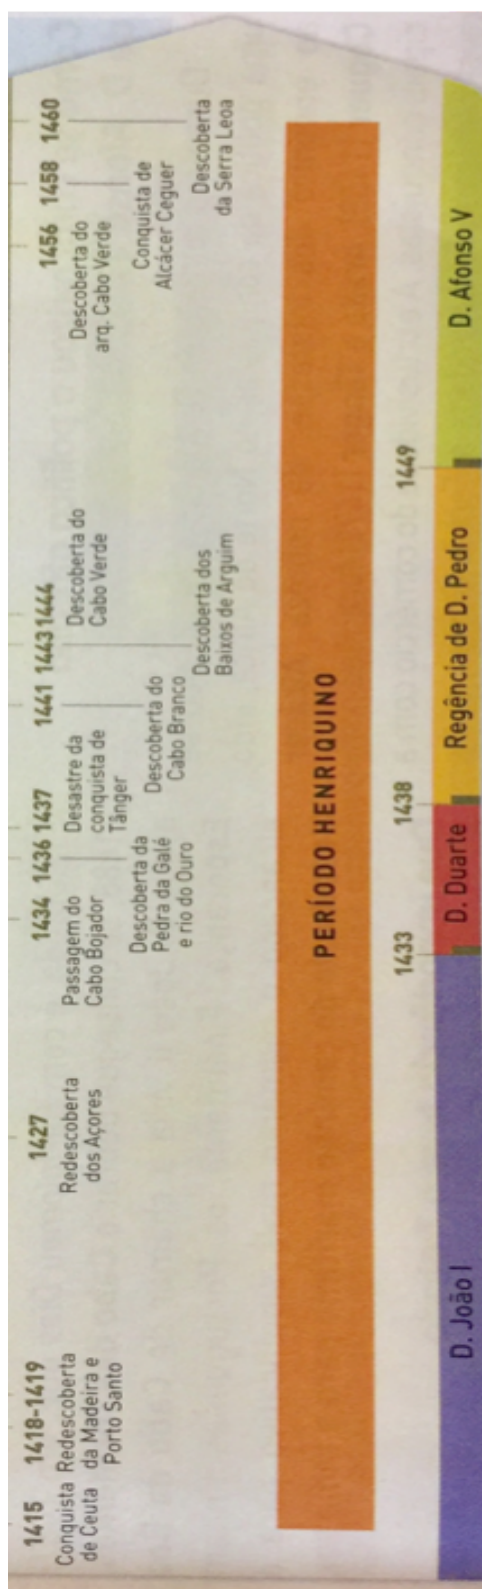 1415
Conquista
de Ceuta
1418-1419
Redescoberta
da Madeira e
Porto Santo
1427
Redescoberta
dos Açores
1434
Passagem do
Cabo Bojador
1436
Descoberta da
Pedra da Galé
e rio do Ouro
1437
Desastre da
conquista de
Tânger
1441
Descoberta do
Cabo Branco
1443
Descoberta dos
Baixos de Arguim
1444
Descoberta do
Cabo Verde
1456
Descoberta do
arq. Cabo Verde
1458
Conquista de
Alcácer Ceguer
1460
Descoberta
da Serra Leoa
PERÍODO HENRIQUINO
1433
1438
1449
D. João I
D. Duarte
Regência de D. Pedro
D. Afonso V